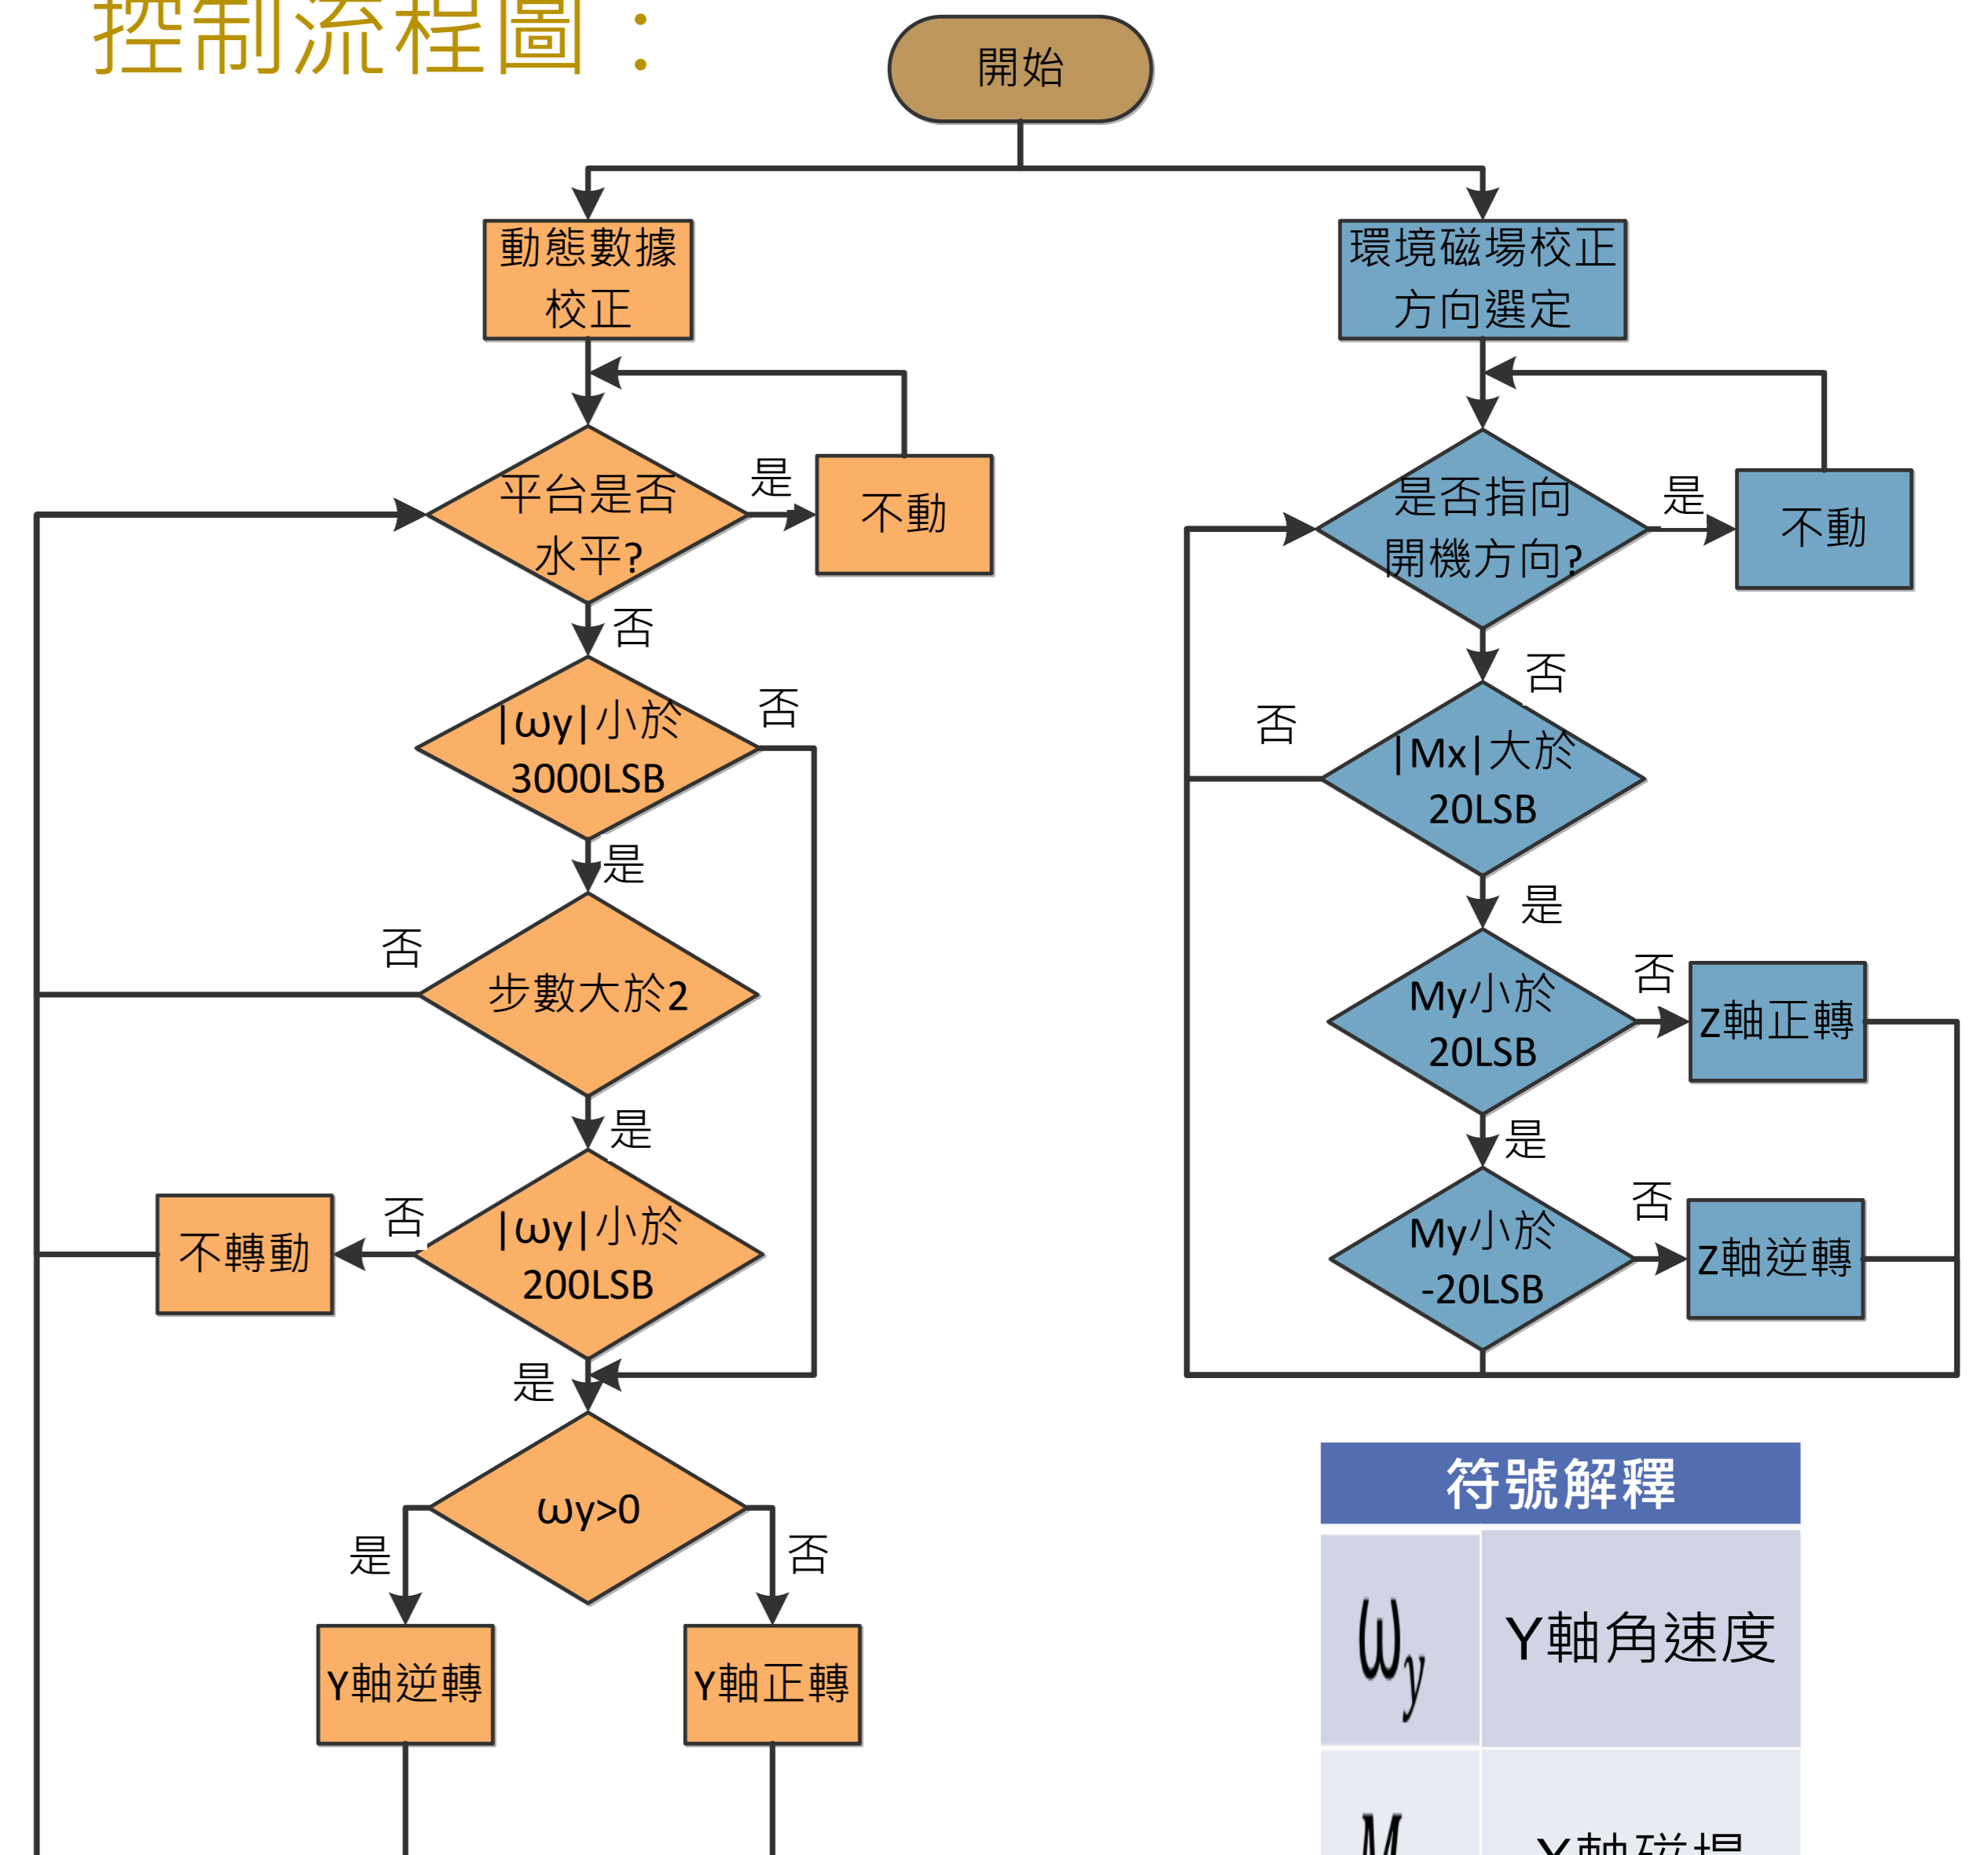 控制流程圖：
開始
動態數據
校正
平台是否
水平?
是
不動
否
|ωy|小於
3000LSB
否
是
步數大於2
否
是
|ωy|小於
200LSB
否
不轉動
是
ωy>0
是
否
Y軸逆轉
Y軸正轉
環境磁場校正
方向選定
是否指向
開機方向?
是
不動
否
|Mx|大於
20LSB
否
是
My小於
20LSB
否
Z軸正轉
是
My小於
-20LSB
否
Z軸逆轉
符號解釋
ωy
Y軸角速度